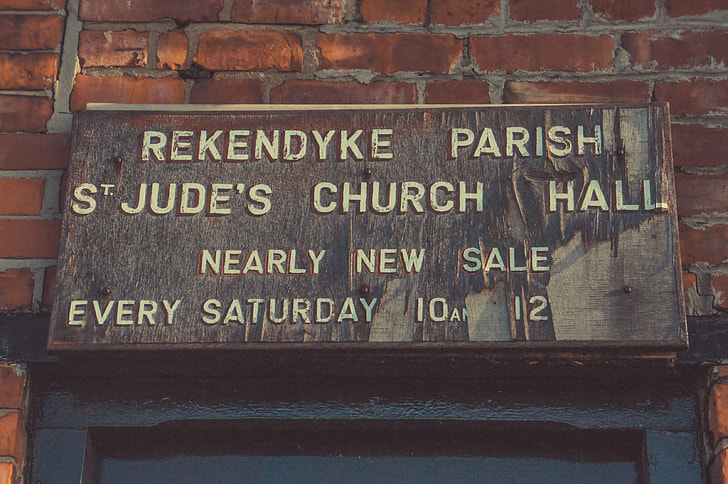 REKENDYKE PARISH
ST JUDE'S CHURCH HALL
NEARLY NEW SALE
EVERY SATURDAY 10AM 12